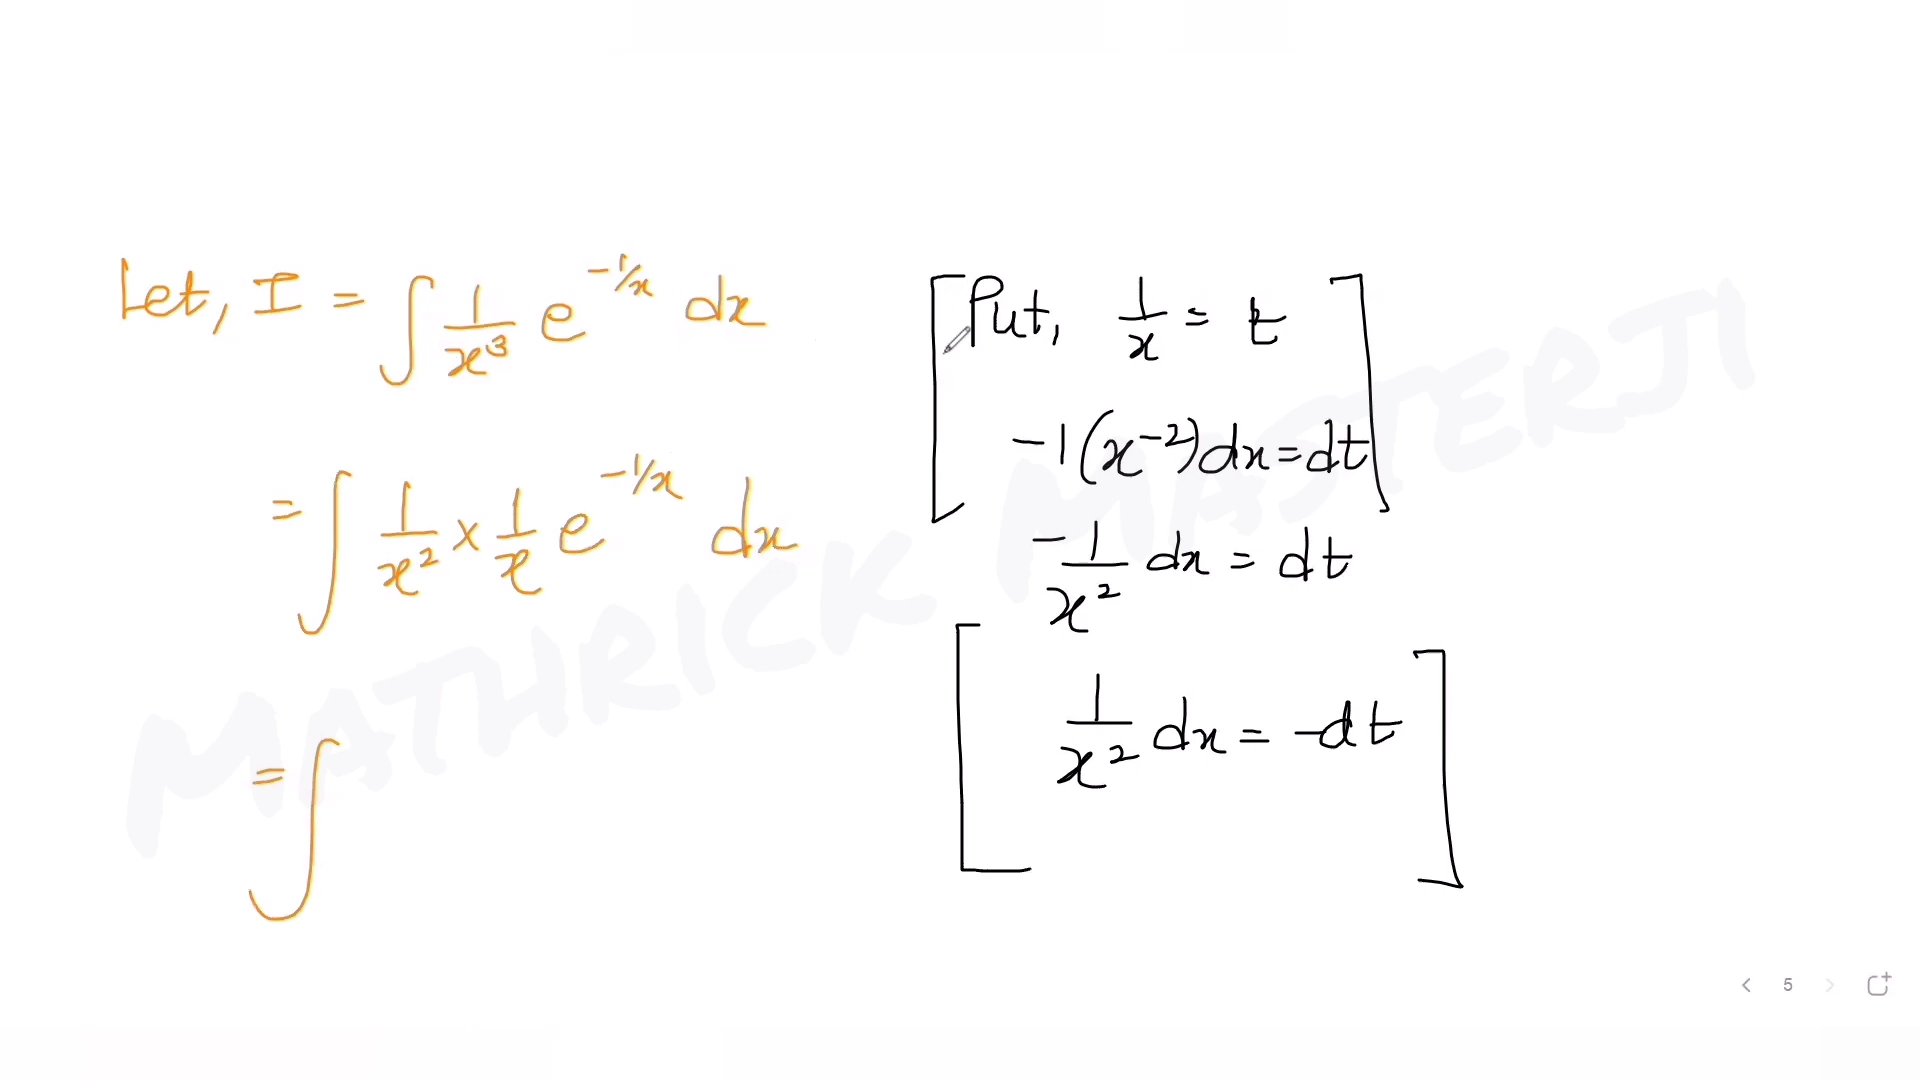 Let, I = ∫ 1/x³ e^(-1/x) dx
= ∫ 1/x² × 1/x e^(-1/x) dx
= ∫
Put, 1/x = t
-1(x⁻²)dx = dt
-1/x² dx = dt
1/x² dx = -dt
MATHRICK MASTERJI
5